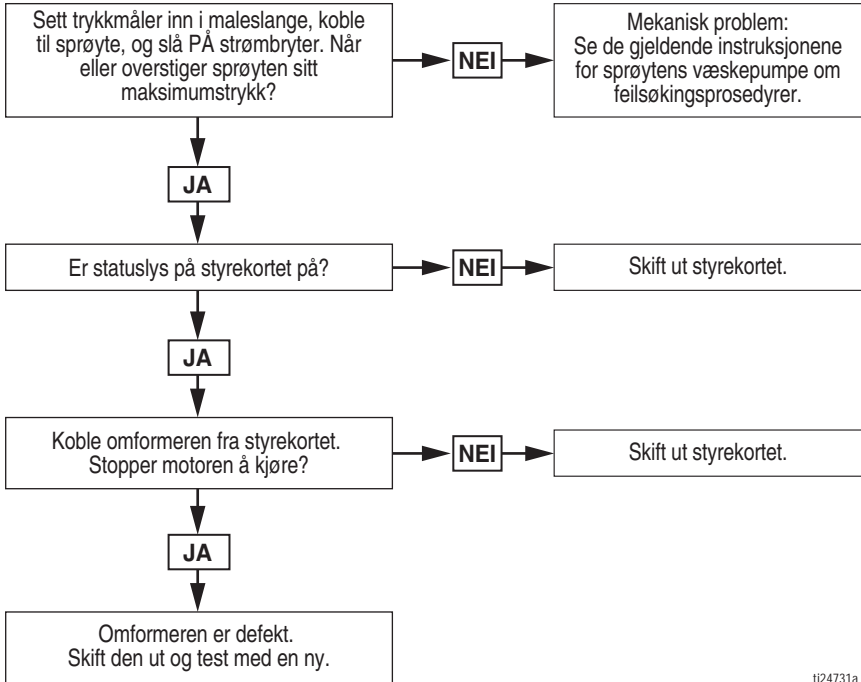 Sett trykkmåler inn i maleslange, koble
til sprøyte, og slå PÅ strømbryter. Når
eller overstiger sprøyten sitt
maksimumstrykk?
NEI
Mekanisk problem:
Se de gjeldende instruksjonene
for sprøytens væskepumpe om
feilsøkingsprosedyrer.
JA
Er statuslys på styrekortet på?
NEI
Skift ut styrekortet.
JA
Koble omformeren fra styrekortet.
Stopper motoren å kjøre?
NEI
Skift ut styrekortet.
JA
Omformeren er defekt.
Skift den ut og test med en ny.
ti24731a